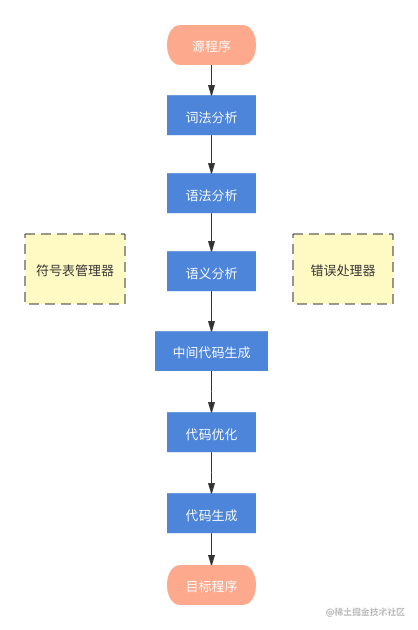 源程序
词法分析
语法分析
语义分析
符号表管理器
错误处理器
中间代码生成
代码优化
代码生成
目标程序
@稀土掘金技术社区